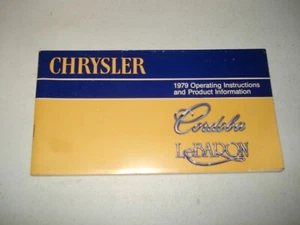 CHRYSLER
1979 Operating Instructions
and Product Information
Cordoba
LeBARON